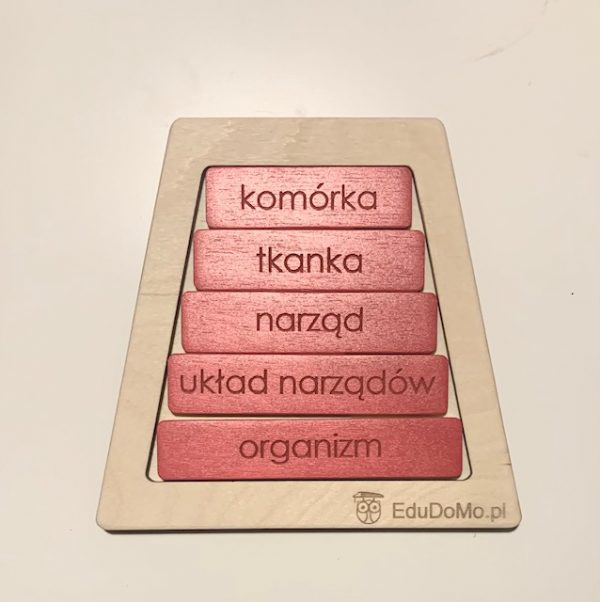 komórka
tkanka
narząd
układ narządów
organizm
EduDoMo.pl